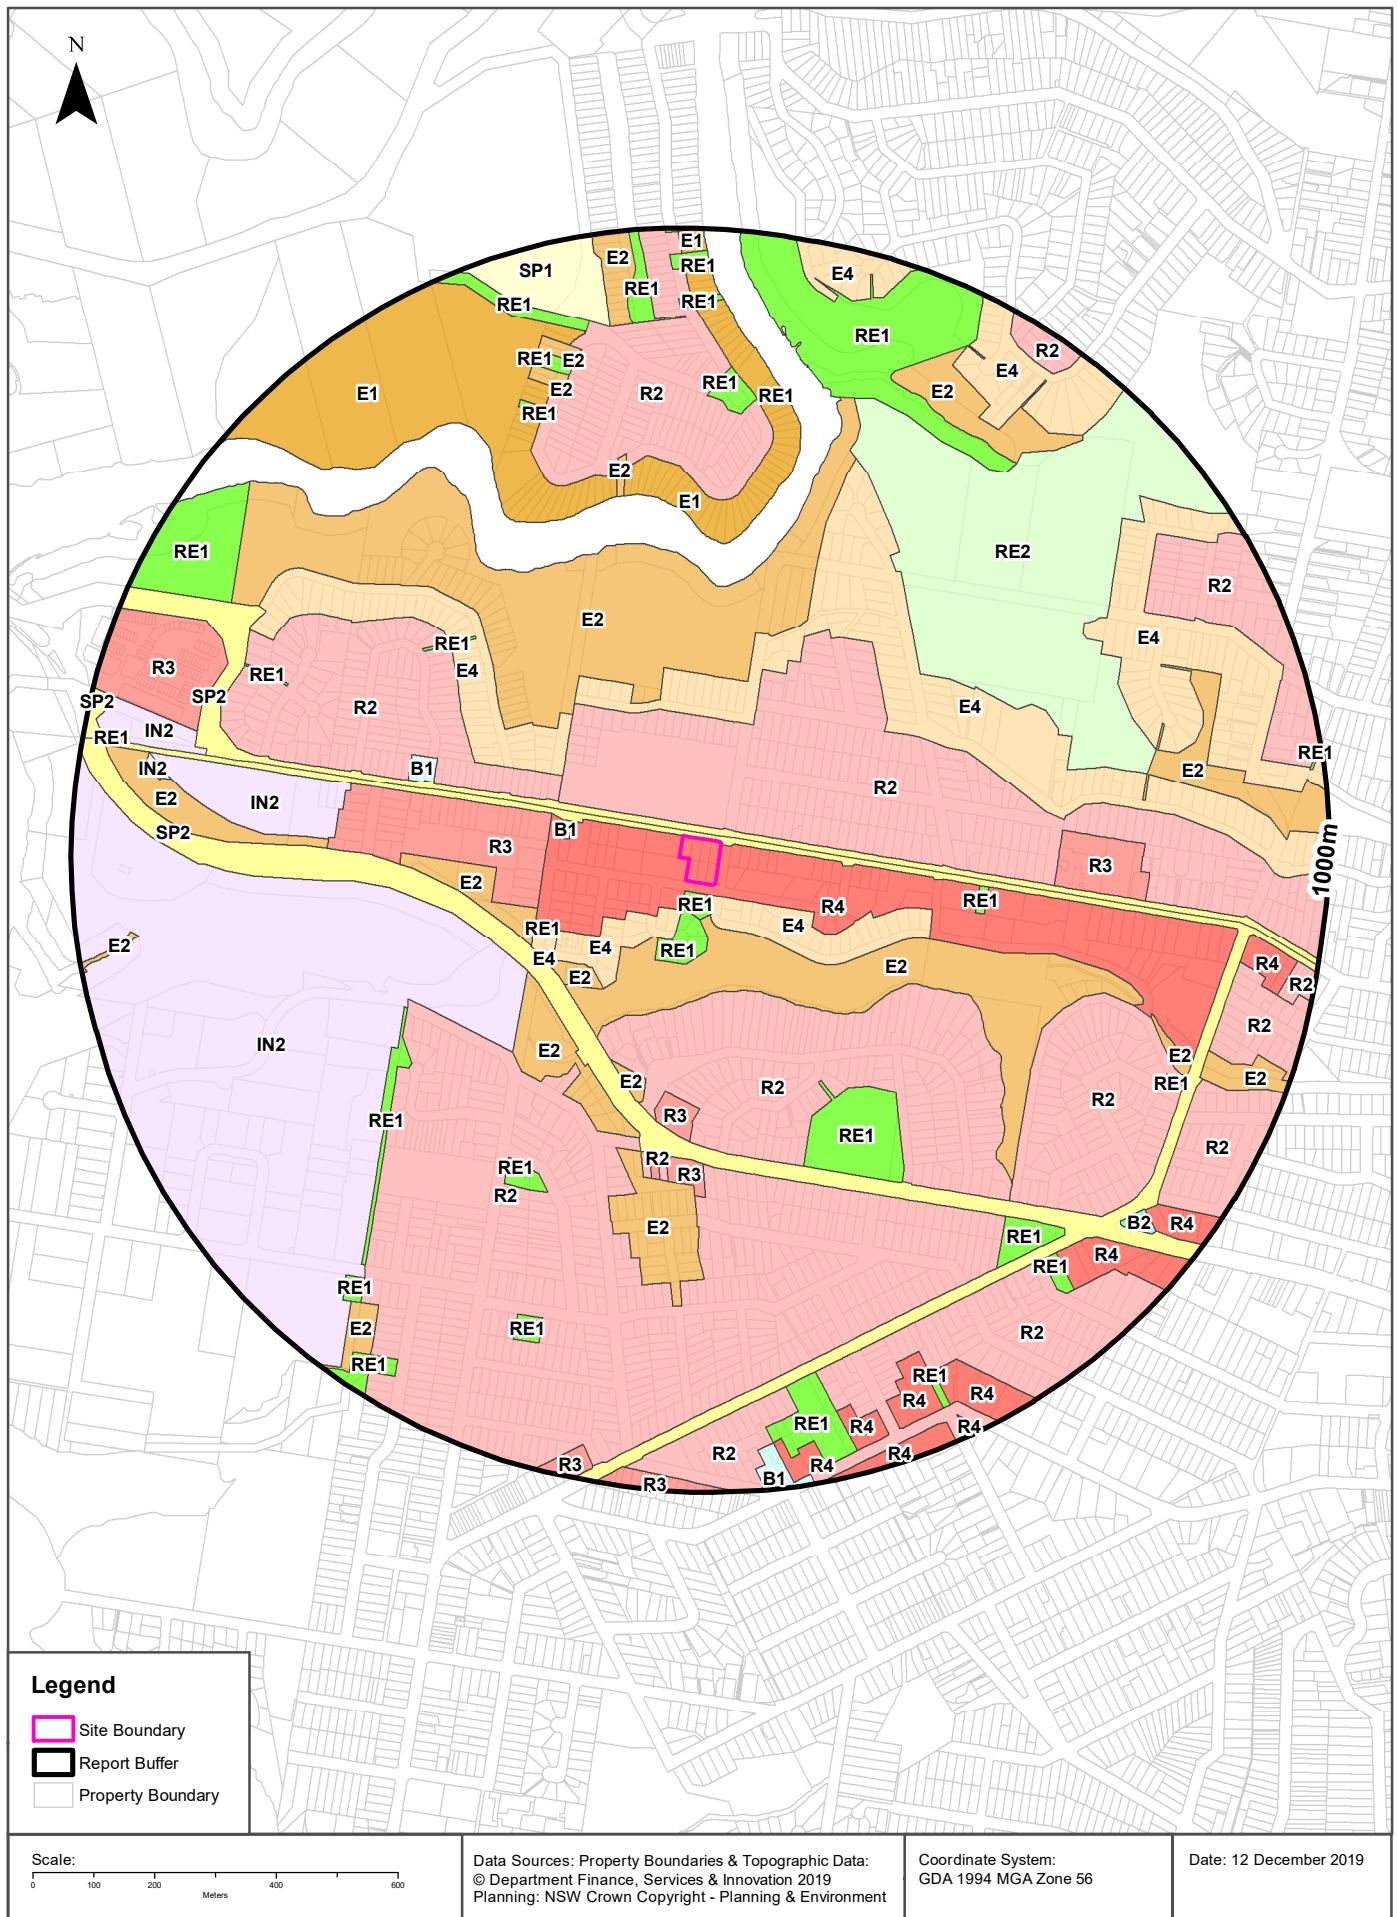 N
E1
SP1
E2
RE1
E4
RE1
RE1
RE1
RE1
R2
RE1
E2
E4
E1
RE1
E2
R2
RE1
RE1
E2
RE1
E2
E1
RE1
RE2
R2
E2
E4
RE1
R3
RE1
E4
SP2
SP2
R2
E4
IN2
RE1
RE1
IN2
B1
E2
R2
E2
IN2
SP2
B1
R3
R3
1000m
E2
RE1
RE1
R4
E4
RE1
E4
E2
RE1
E4
R4
E2
E2
R2
R2
IN2
E2
E2
RE1
E2
E2
R2
R2
R3
RE1
RE1
R2
R2
RE1
R3
R2
E2
B2
R4
RE1
R4
RE1
RE1
E2
RE1
R2
RE1
RE1
R4
R4
RE1
R4
R4
R2
R4
R3
R4
B1
R3
Legend
Site Boundary
Report Buffer
Property Boundary
Scale:
0 100 200 400 600
Meters
Data Sources: Property Boundaries & Topographic Data:
© Department Finance, Services & Innovation 2019
Planning: NSW Crown Copyright - Planning & Environment
Coordinate System:
GDA 1994 MGA Zone 56
Date: 12 December 2019